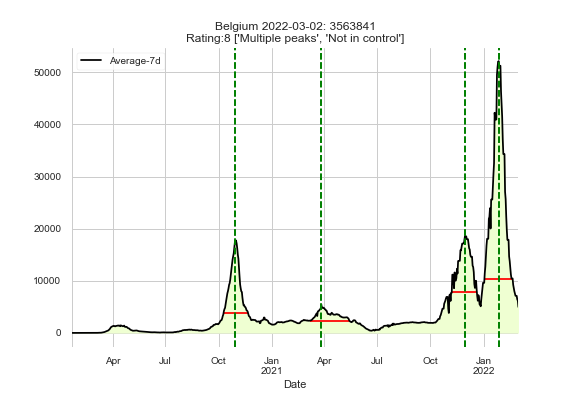 Belgium 2022-03-02: 3563841
Rating:8 ['Multiple peaks', 'Not in control']
Average-7d
50000
40000
30000
20000
10000
0
Apr Jul Oct Jan Apr Jul Oct Jan
2021 2022
Date